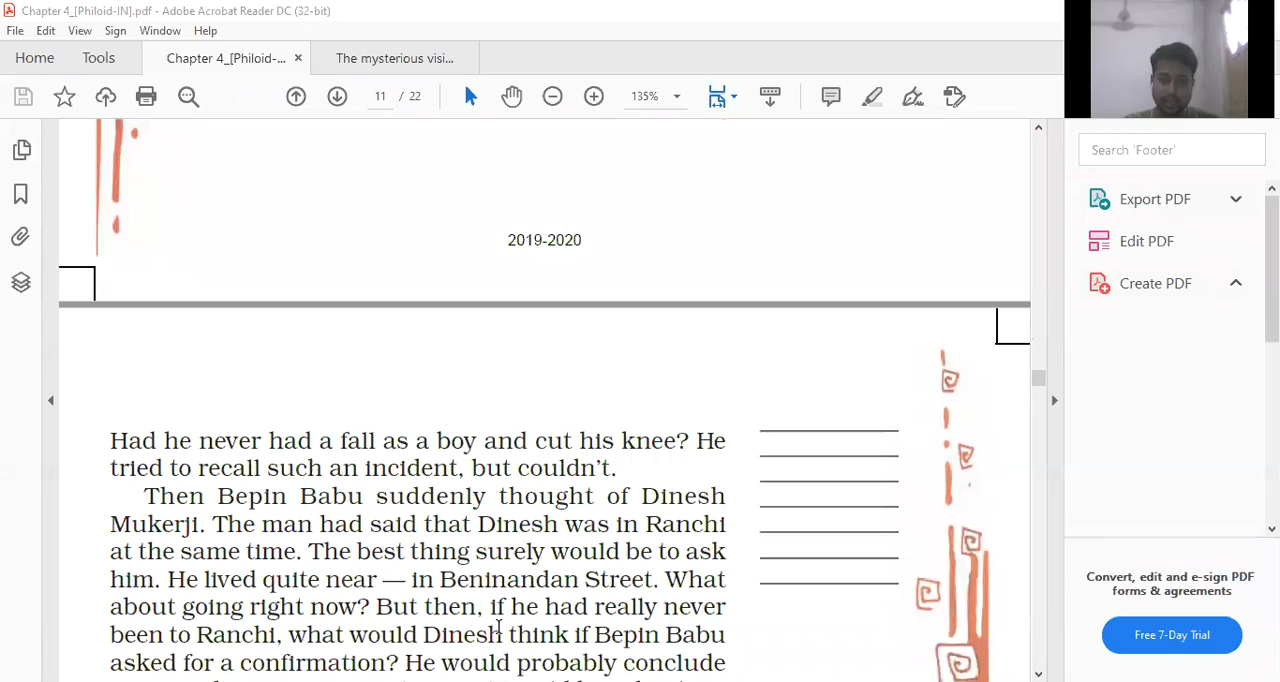 Chapter 4_[Philoid-IN].pdf - Adobe Acrobat Reader DC (32-bit)
File Edit View Sign Window Help
Home Tools Chapter 4_[Philoid-... × The mysterious visi...
11 / 22 135%
Search 'Footer'
Export PDF
Edit PDF
Create PDF
2019-2020
Had he never had a fall as a boy and cut his knee? He
tried to recall such an incident, but couldn't.
Then Bepin Babu suddenly thought of Dinesh
Mukerji. The man had said that Dinesh was in Ranchi
at the same time. The best thing surely would be to ask
him. He lived quite near — in Beninandan Street. What
about going right now? But then, if he had really never
been to Ranchi, what would Dinesh think if Bepin Babu
asked for a confirmation? He would probably conclude
Convert, edit and e-sign PDF
forms & agreements
Free 7-Day Trial